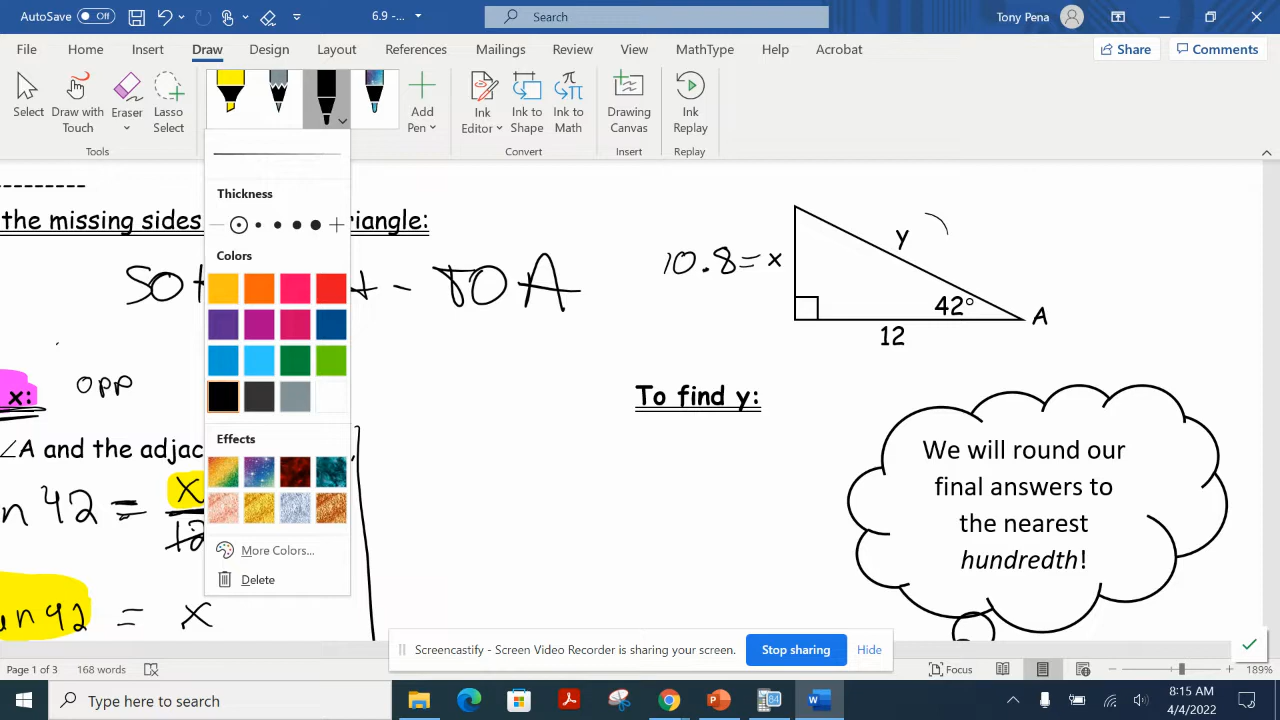 AutoSave Off 6.9 - ... Search Tony Pena
File Home Insert Draw Design Layout References Mailings Review View MathType Help Acrobat Share Comments
Select Draw with Touch Eraser Lasso Select Add Pen Ink Editor Ink to Shape Ink to Math Drawing Canvas Ink Replay
Tools Convert Insert Replay
----------
the missing sides
riangle:
Thickness
Colors
Effects
More Colors...
Delete
A
10.8 = x
y
42°
A
12
x:
opp
∠A and the adjac
n 42 = x
12
un 42 = x
To find y:
We will round our
final answers to
the nearest
hundredth!
Screencastify - Screen Video Recorder is sharing your screen. Stop sharing Hide
Page 1 of 3 168 words Focus 189%
Type here to search
84
8:15 AM
4/4/2022